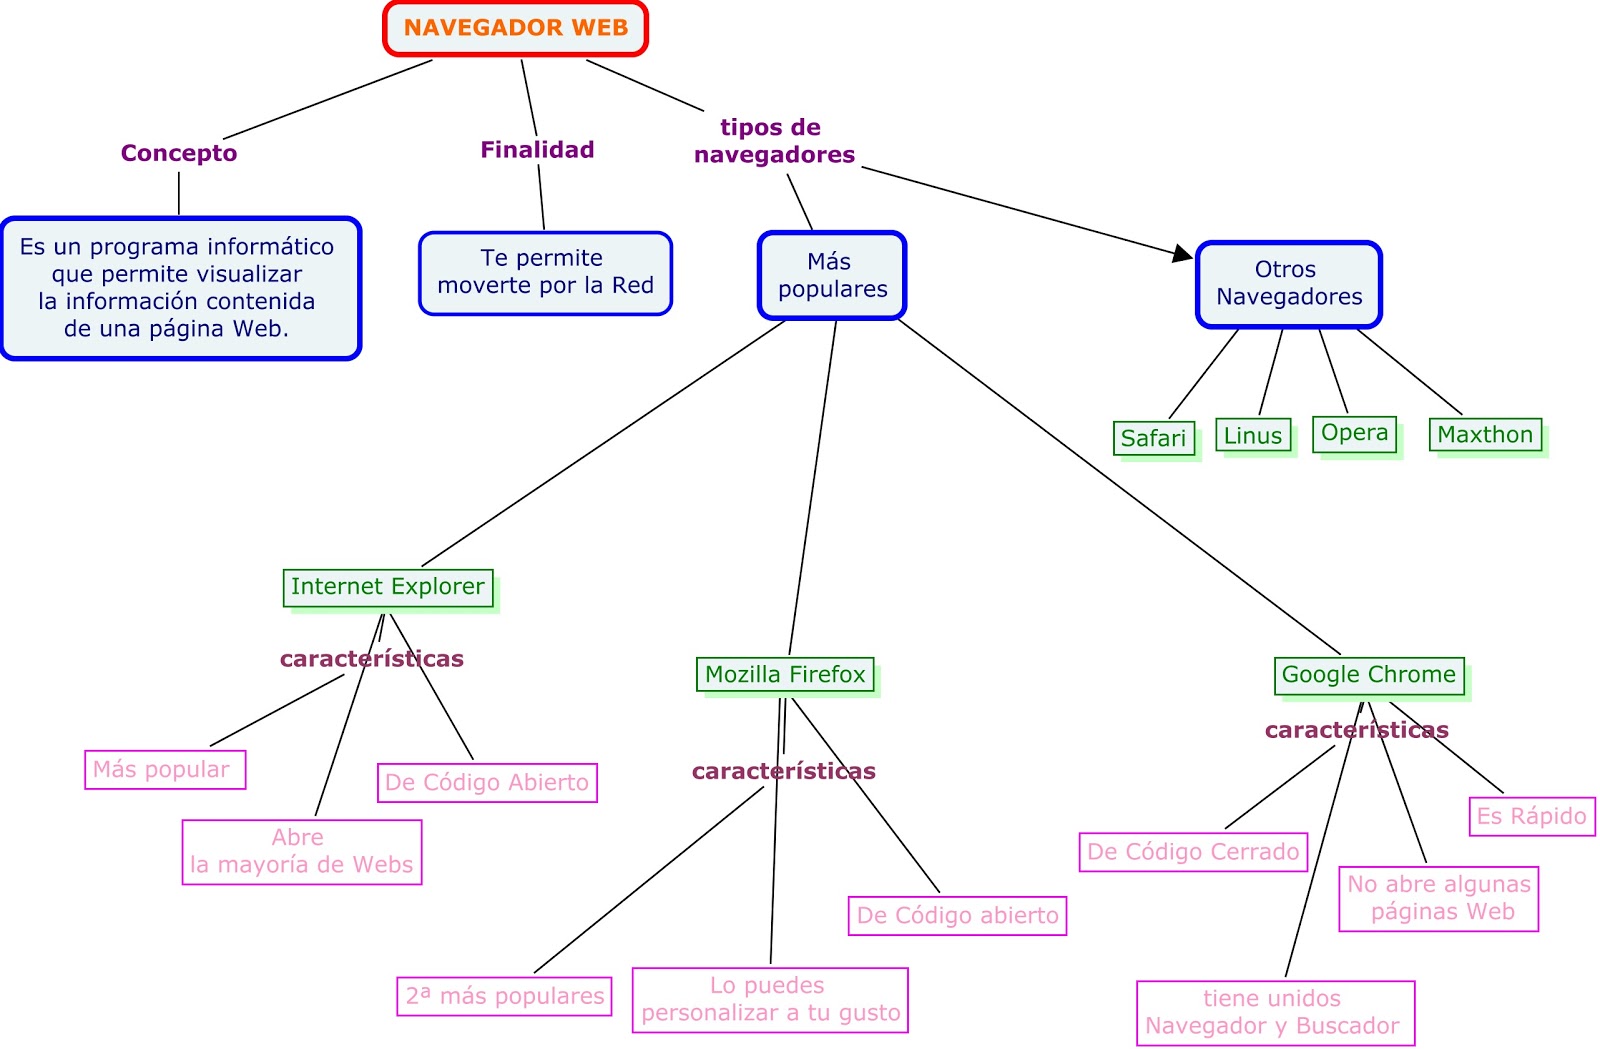 NAVEGADOR WEB
Concepto
Finalidad
tipos de
navegadores
Es un programa informático
que permite visualizar
la información contenida
de una página Web.
Te permite
moverte por la Red
Más
populares
Otros
Navegadores
Safari
Linus
Opera
Maxthon
Internet Explorer
características
Más popular
De Código Abierto
Abre
la mayoría de Webs
Mozilla Firefox
características
De Código abierto
2ª más populares
Lo puedes
personalizar a tu gusto
Google Chrome
características
Es Rápido
De Código Cerrado
No abre algunas
páginas Web
tiene unidos
Navegador y Buscador